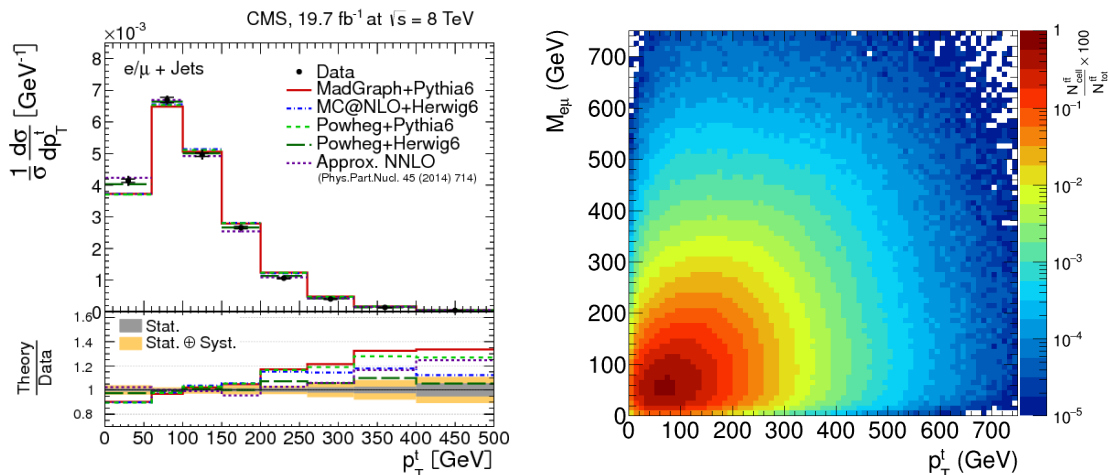 CMS, 19.7 fb⁻¹ at √s = 8 TeV
×10⁻³
e/μ + Jets
Data
MadGraph+Pythia6
MC@NLO+Herwig6
Powheg+Pythia6
Powheg+Herwig6
Approx. NNLO
(Phys.Part.Nucl. 45 (2014) 714)
1/σ dσ/dp_T^t [GeV⁻¹]
8
7
6
5
4
3
2
1
0
Stat.
Stat. ⊕ Syst.
Theory
Data
1.6
1.4
1.2
1
0.8
0 50 100 150 200 250 300 350 400 450 500
p_T^t [GeV]
M_eμ (GeV)
700
600
500
400
300
200
100
0
0 100 200 300 400 500 600 700
p_T^t (GeV)
1
10⁻¹
10⁻²
10⁻³
10⁻⁴
10⁻⁵
N_cell^tt̄ / N_tot^tt̄ × 100